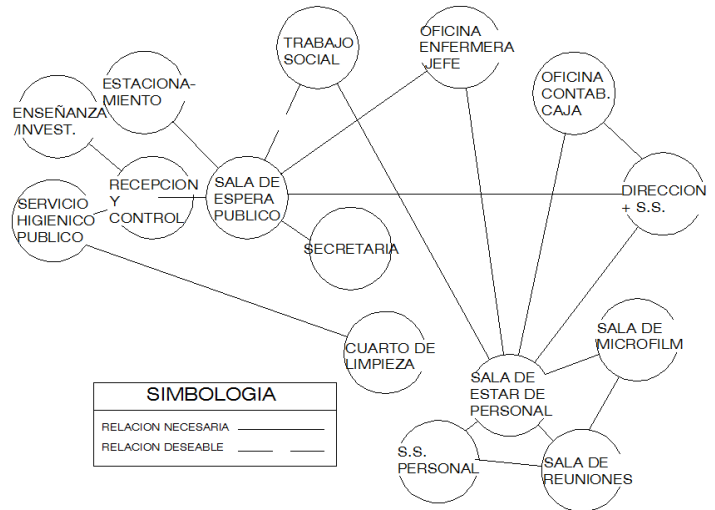 TRABAJO
SOCIAL
OFICINA
ENFERMERA
JEFE
OFICINA
CONTAB.
CAJA
ESTACIONA-
MIENTO
ENSEÑANZA
/INVEST.
RECEPCION
Y
CONTROL
SALA DE
ESPERA
PUBLICO
DIRECCION
+ S.S.
SERVICIO
HIGIENICO
PUBLICO
SECRETARIA
SALA DE
MICROFILM
CUARTO DE
LIMPIEZA
SALA DE
ESTAR DE
PERSONAL
S.S.
PERSONAL
SALA DE
REUNIONES
SIMBOLOGIA
RELACION NECESARIA
RELACION DESEABLE